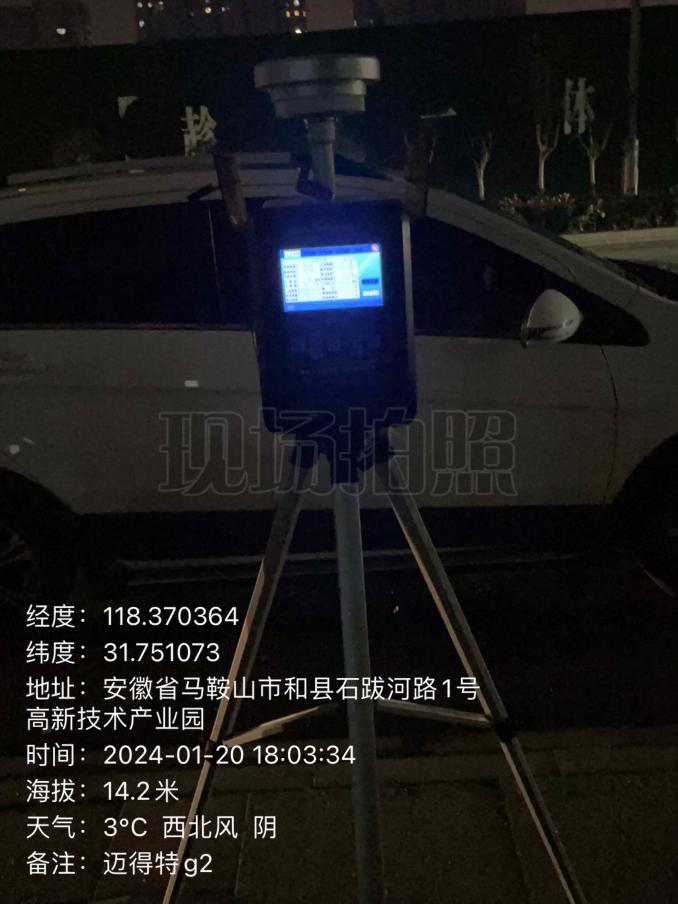 龄
体
现场拍照
经度：118.370364
纬度：31.751073
地址：安徽省马鞍山市和县石跋河路1号
高新技术产业园
时间：2024-01-20 18:03:34
海拔：14.2米
天气：3℃ 西北风 阴
备注：迈得特g2